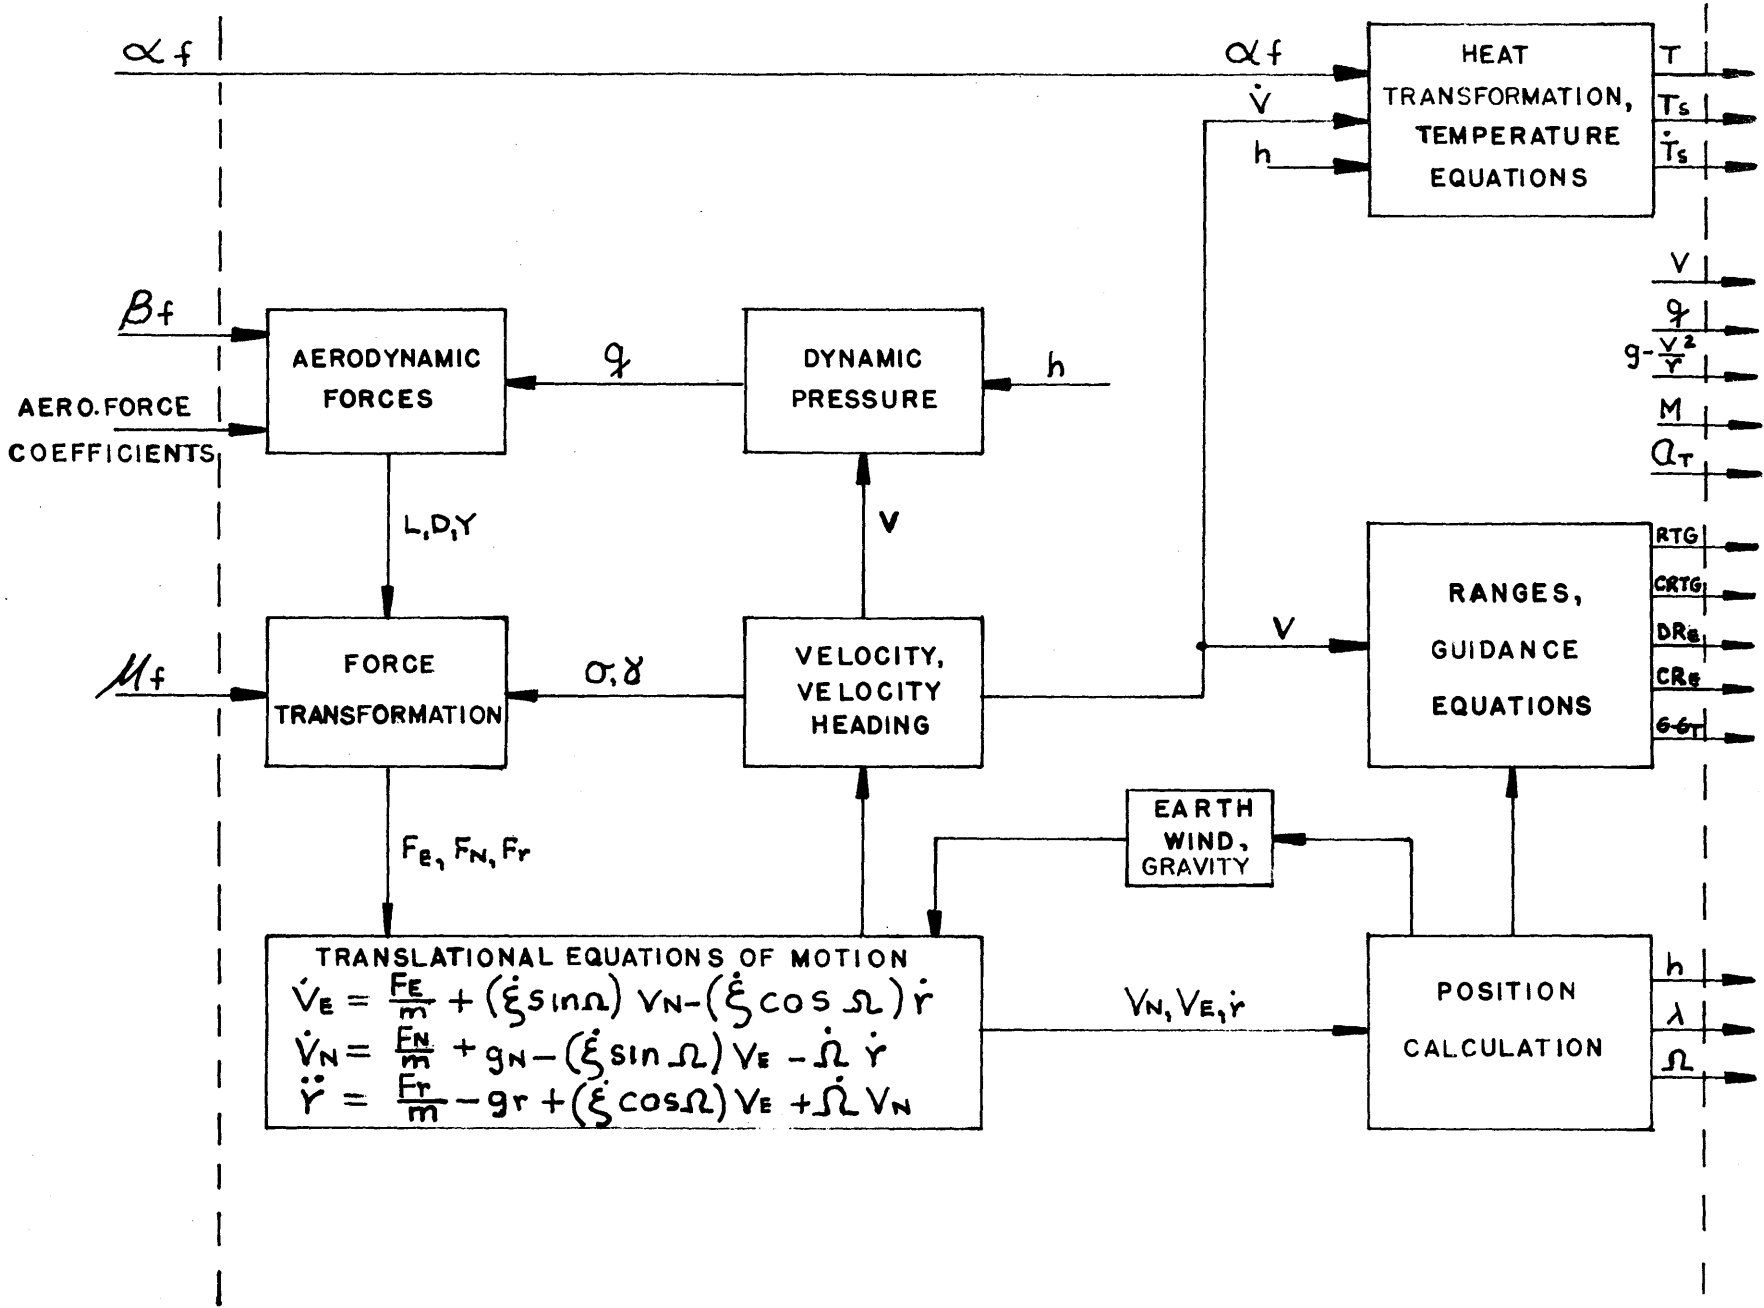 αf
αf
V̇
h
HEAT
TRANSFORMATION,
TEMPERATURE
EQUATIONS
T
Ts
Ṫs
βf
AERO. FORCE
COEFFICIENTS
AERODYNAMIC
FORCES
q
DYNAMIC
PRESSURE
h
V
q
g-V²/r
M
aT
L,D,Y
V
μf
FORCE
TRANSFORMATION
σ,γ
VELOCITY,
VELOCITY
HEADING
V
RANGES,
GUIDANCE
EQUATIONS
RTG
CRTG
DRE
CRE
FE, FN, Fr
EARTH
WIND,
GRAVITY
TRANSLATIONAL EQUATIONS OF MOTION
V̇E = FE/m + (ξ̇ sinΩ) VN - (ξ̇ cos Ω) ṙ
V̇N = FN/m + gN - (ξ̇ sin Ω) VE - Ω̇ ṙ
r̈ = Fr/m - gr + (ξ̇ cosΩ) VE + Ω̇ VN
VN, VE, ṙ
POSITION
CALCULATION
h
λ
Ω